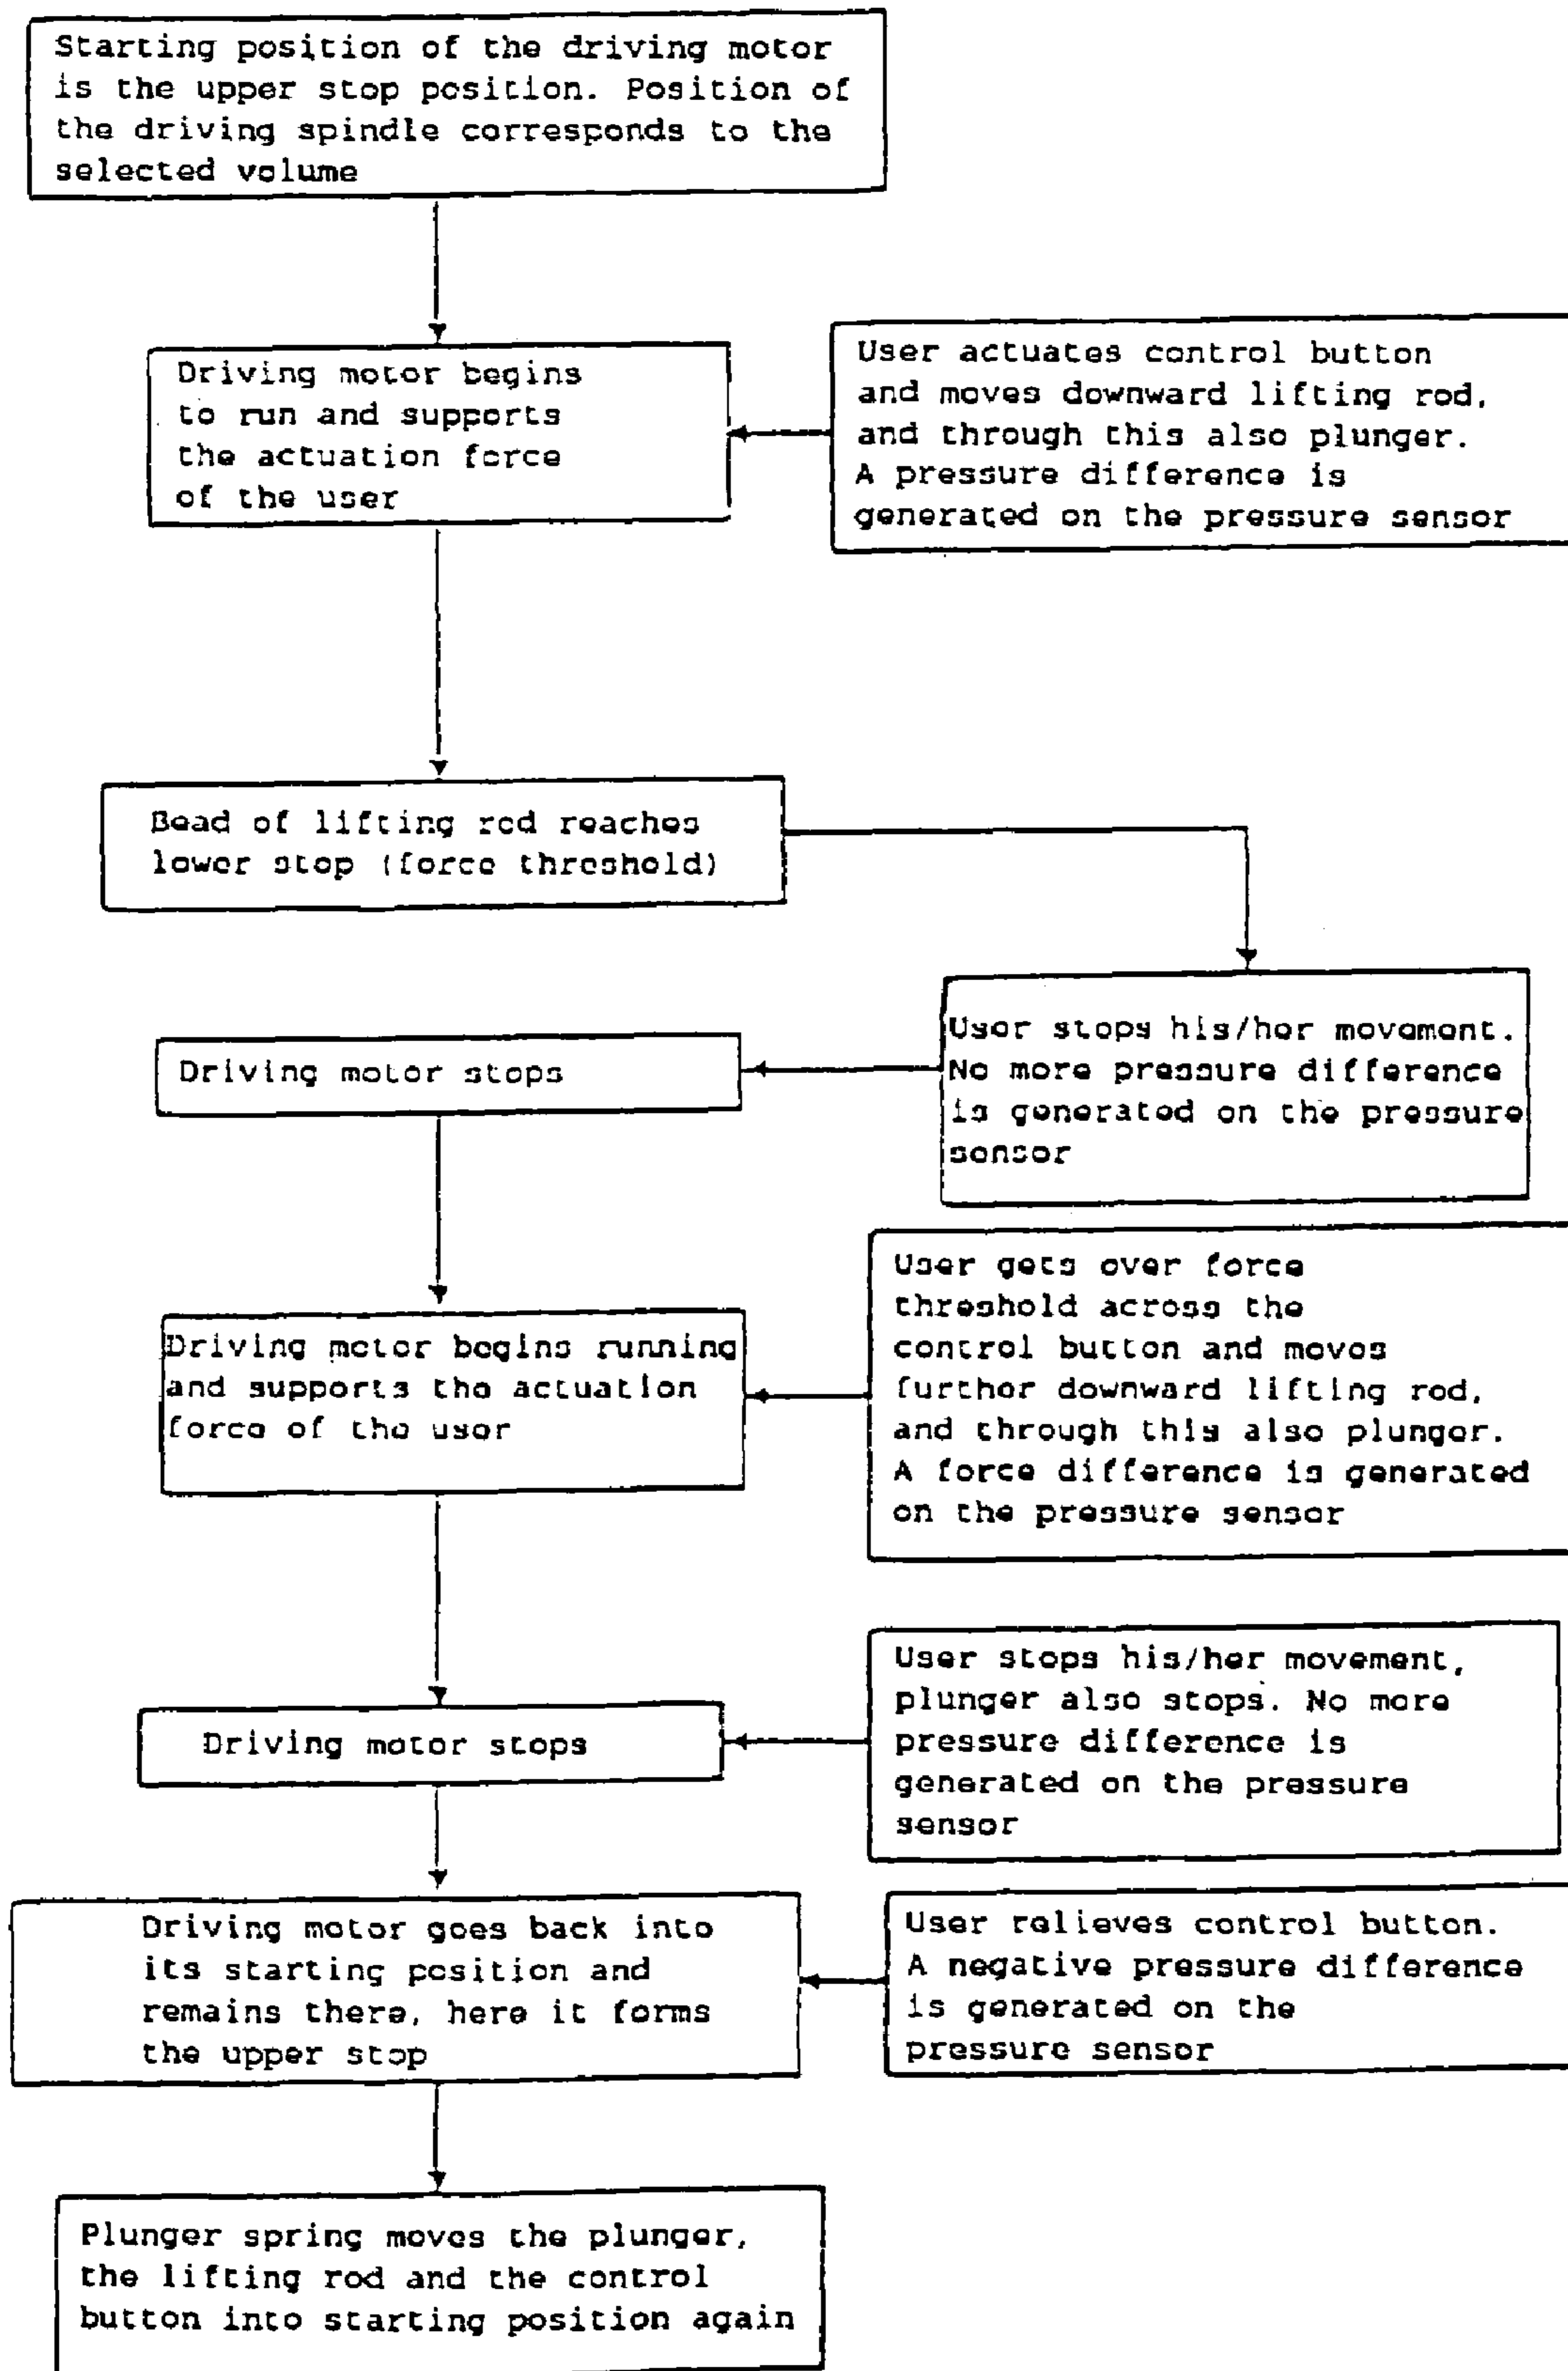 Starting position of the driving motor
is the upper stop position. Position of
the driving spindle corresponds to the
selected volume
Driving motor begins
to run and supports
the actuation force
of the user
User actuates control button
and moves downward lifting rod,
and through this also plunger.
A pressure difference is
generated on the pressure sensor
Bead of lifting rod reaches
lower stop (force threshold)
User stops his/her movement.
No more pressure difference
is generated on the pressure
sensor
Driving motor stops
User gets over force
threshold across the
control button and moves
further downward lifting rod,
and through this also plunger.
A force difference is generated
on the pressure sensor
Driving motor begins running
and supports the actuation
force of the user
User stops his/her movement,
plunger also stops. No more
pressure difference is
generated on the pressure
sensor
Driving motor stops
Driving motor goes back into
its starting position and
remains there, here it forms
the upper stop
User relieves control button.
A negative pressure difference
is generated on the
pressure sensor
Plunger spring moves the plunger,
the lifting rod and the control
button into starting position again